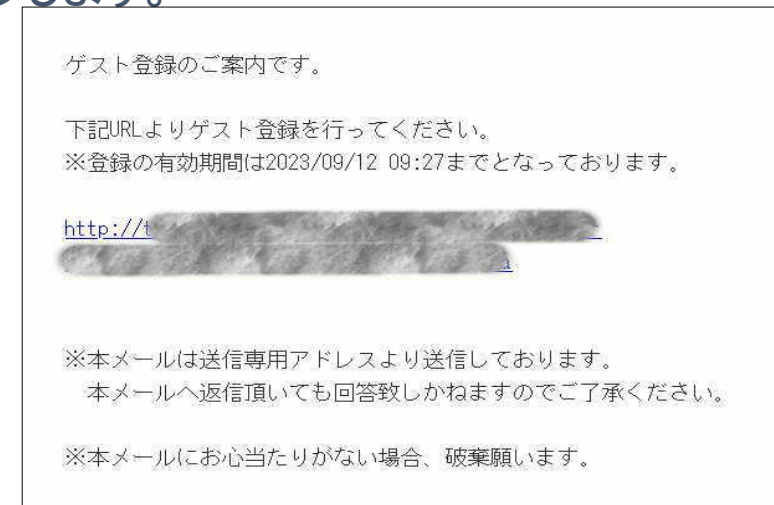 します。
ゲスト登録のご案内です。
下記URLよりゲスト登録を行ってください。
※登録の有効期間は2023/09/12 09:27までとなっております。
http://t
※本メールは送信専用アドレスより送信しております。
本メールへ返信頂いても回答致しかねますのでご了承ください。
※本メールにお心当たりがない場合、破棄願います。